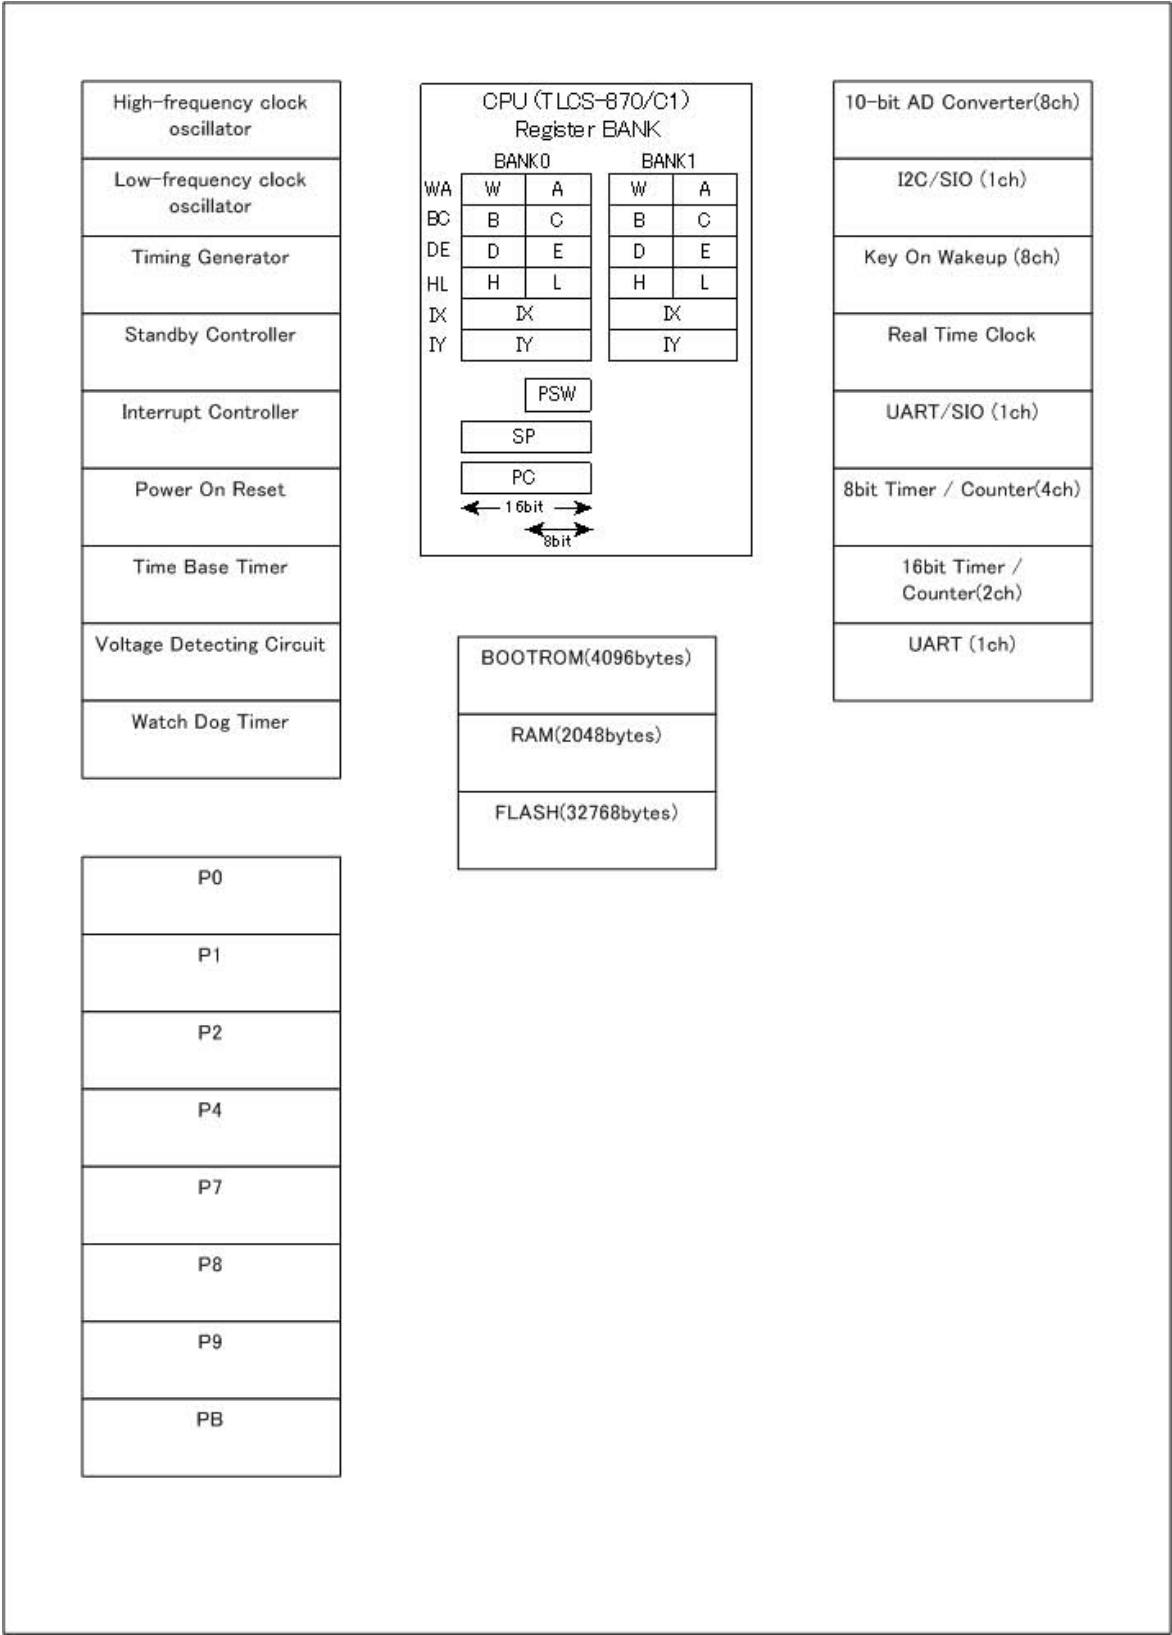 High-frequency clock
oscillator
Low-frequency clock
oscillator
Timing Generator
Standby Controller
Interrupt Controller
Power On Reset
Time Base Timer
Voltage Detecting Circuit
Watch Dog Timer
P0
P1
P2
P4
P7
P8
P9
PB
CPU (TLCS-870/C1)
Register BANK
BANK0 BANK1
WA W A W A
BC B C B C
DE D E D E
HL H L H L
IX IX IX
IY IY IY
PSW
SP
PC
16bit
8bit
BOOTROM(4096bytes)
RAM(2048bytes)
FLASH(32768bytes)
10-bit AD Converter(8ch)
I2C/SIO (1ch)
Key On Wakeup (8ch)
Real Time Clock
UART/SIO (1ch)
8bit Timer / Counter(4ch)
16bit Timer /
Counter(2ch)
UART (1ch)